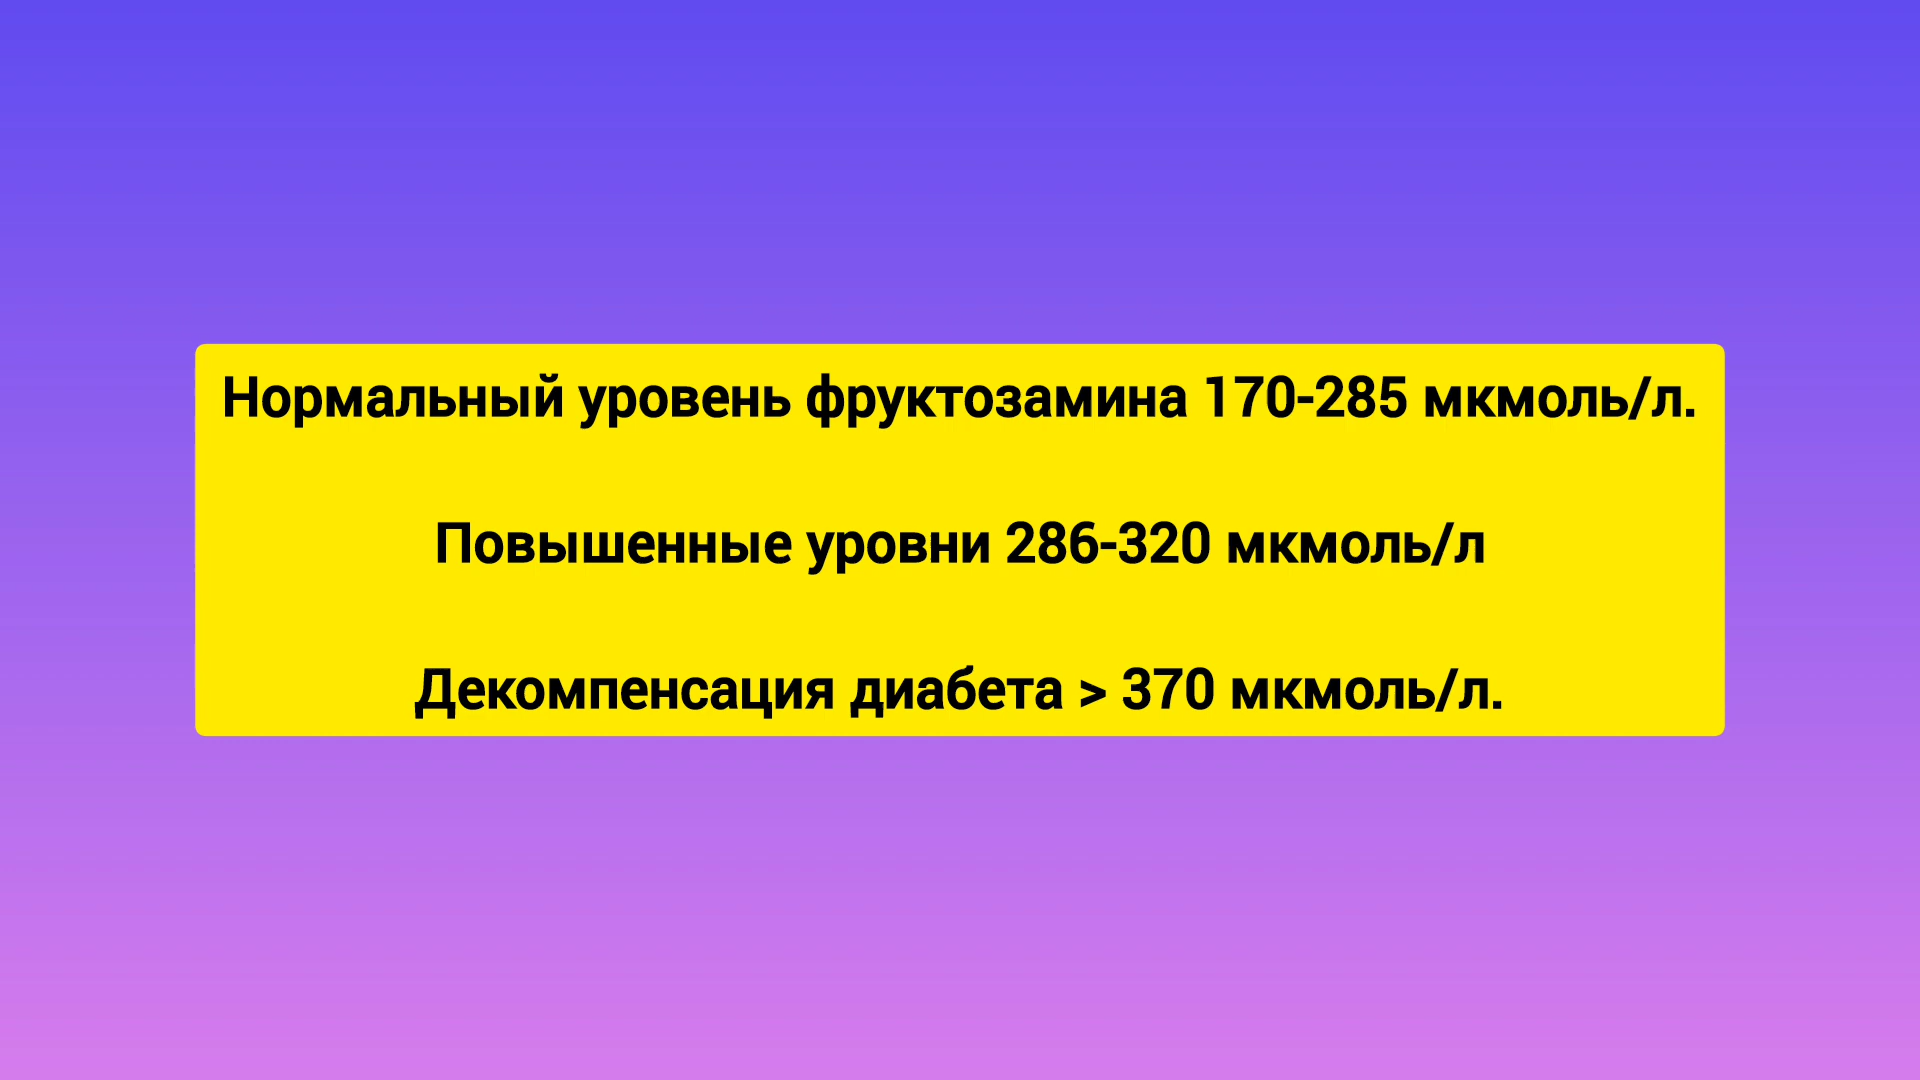 Нормальный уровень фруктозамина 170-285 мкмоль/л.
Повышенные уровни 286-320 мкмоль/л
Декомпенсация диабета > 370 мкмоль/л.